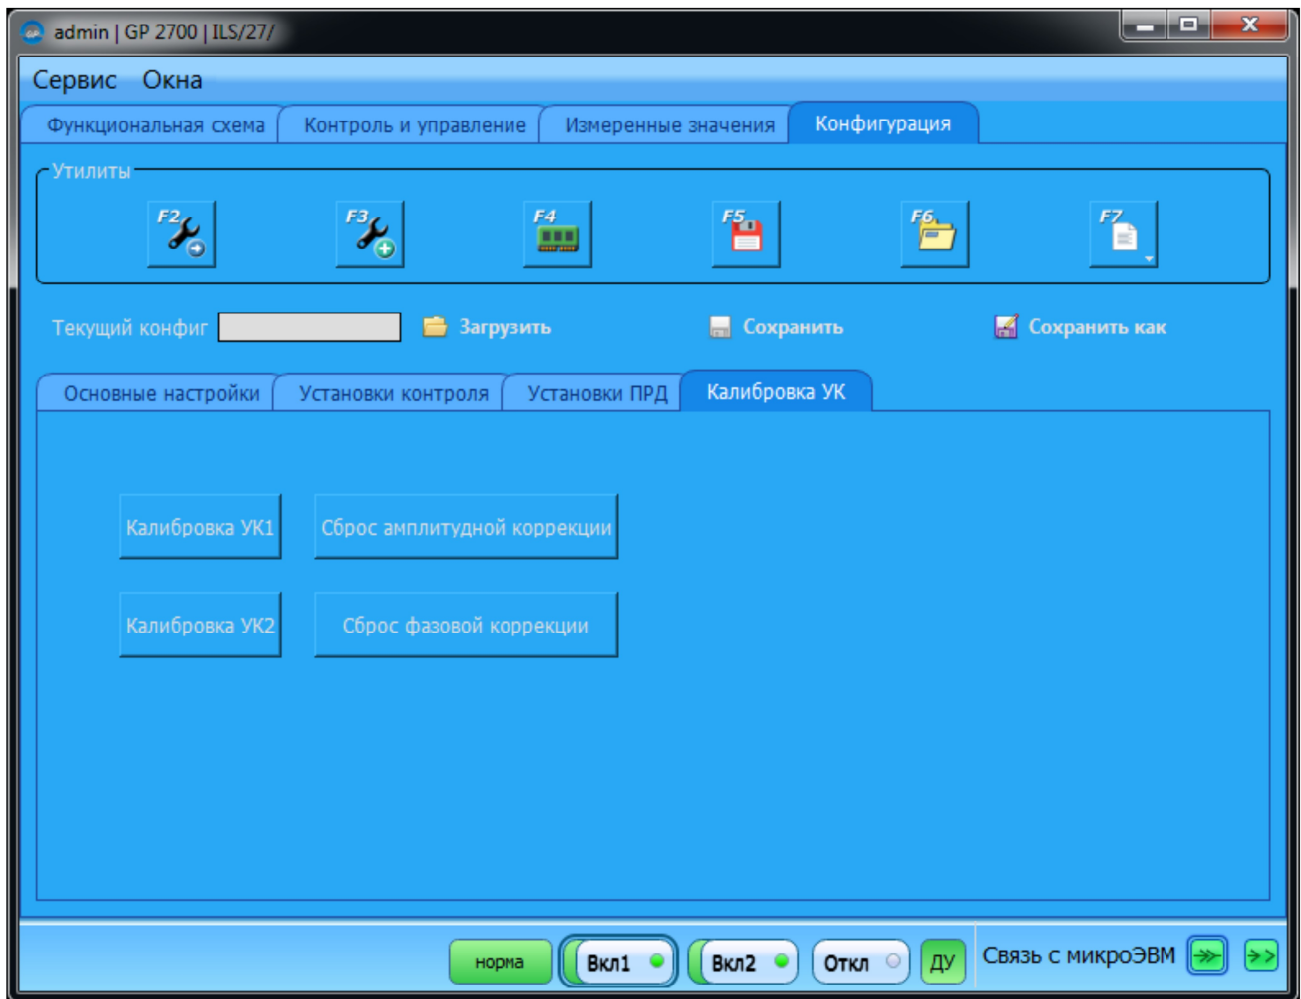 admin | GP 2700 | ILS/27/
Сервис Окна
Функциональная схема Контроль и управление Измеренные значения Конфигурация
Утилиты
F2 F3 F4 F5 F6 F7
Текущий конфиг Загрузить Сохранить Сохранить как
Основные настройки Установки контроля Установки ПРД Калибровка УК
Калибровка УК1 Сброс амплитудной коррекции
Калибровка УК2 Сброс фазовой коррекции
норма Вкл1 Вкл2 Откл ДУ Связь с микроЭВМ